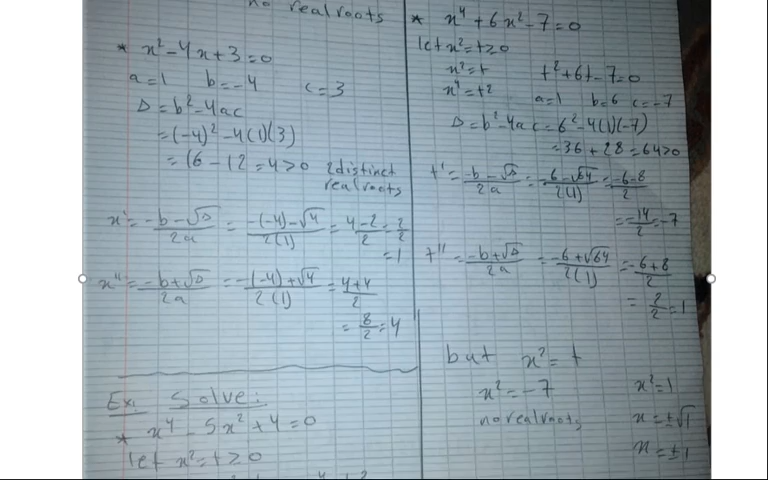 no real roots
* x² - 4x + 3 = 0
a = 1 b = -4 c = 3
Δ = b² - 4ac
= (-4)² - 4(1)(3)
= 16 - 12 = 4 > 0 2 distinct
real roots
x' = (-b - √Δ)/2a = (-(-4) - √4)/2(1) = (4 - 2)/2 = 2/2
= 1
x'' = (-b + √Δ)/2a = (-(-4) + √4)/2(1) = (4 + 4)/2
= 8/2 = 4
Ex: Solve:
* x⁴ - 5x² + 4 = 0
let x² = t ≥ 0
* x⁴ + 6x² - 7 = 0
let x² = t ≥ 0
x² = t t² + 6t - 7 = 0
x⁴ = t² a = 1 b = 6 c = -7
Δ = b² - 4ac = 6² - 4(1)(-7)
= 36 + 28 = 64 > 0
t' = (-b - √Δ)/2a = (-6 - √64)/2(1) = (-6 - 8)/2
= -14/2 = -7
t'' = (-b + √Δ)/2a = (-6 + √64)/2(1) = (-6 + 8)/2
= 2/2 = 1
but x² = t
x² = -7 x² = 1
no real roots x = ±√1
x = ±1